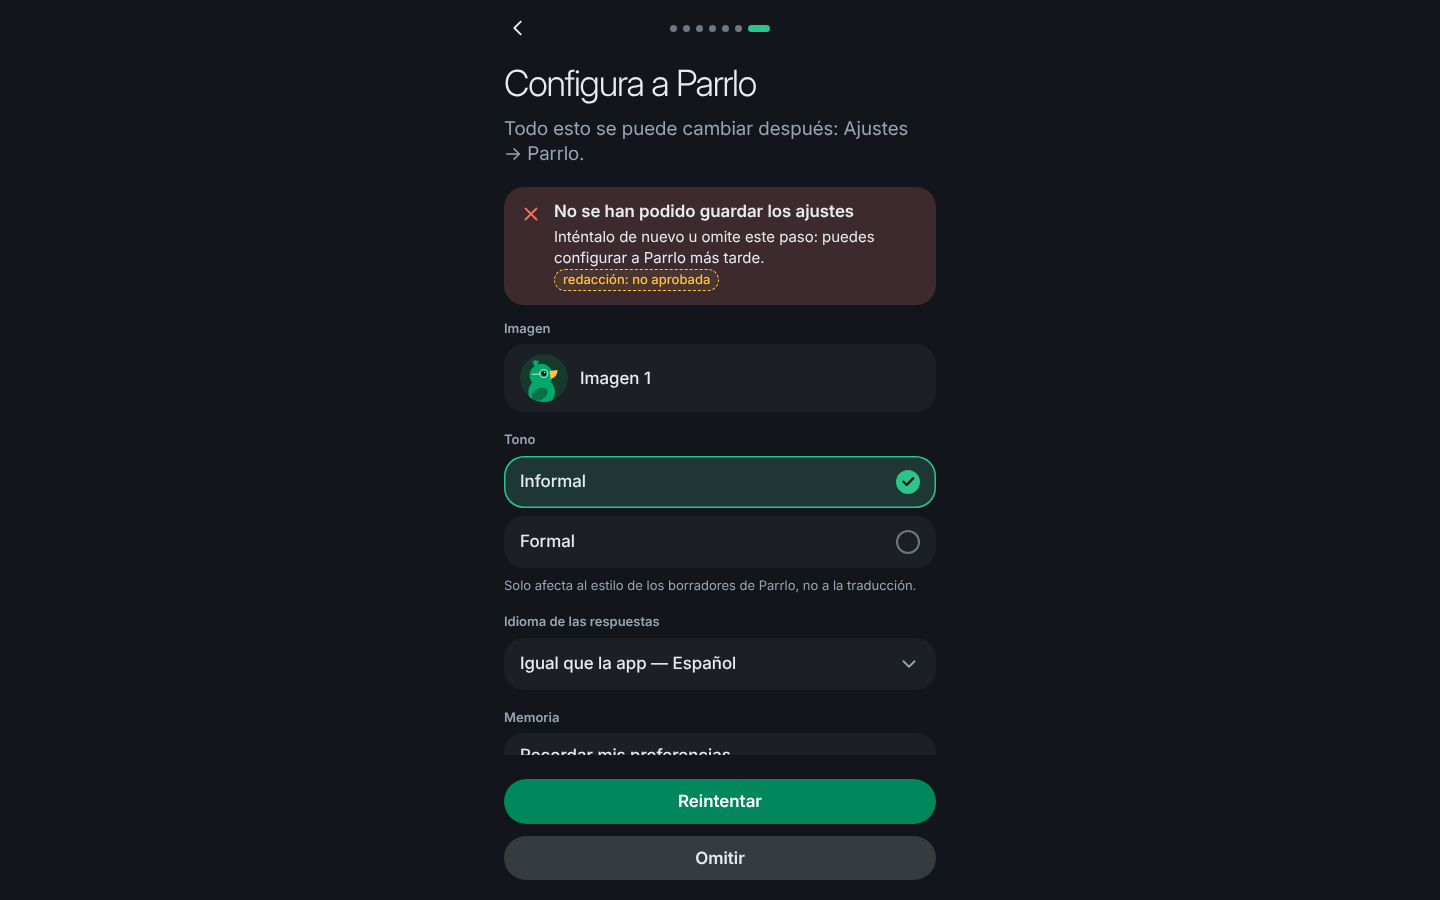 Configura a Parrlo
Todo esto se puede cambiar después: Ajustes
→ Parrlo.
No se han podido guardar los ajustes
Inténtalo de nuevo u omite este paso: puedes
configurar a Parrlo más tarde.
redacción: no aprobada
Imagen
Imagen 1
Tono
Informal
Formal
Solo afecta al estilo de los borradores de Parrlo, no a la traducción.
Idioma de las respuestas
Igual que la app — Español
Memoria
Recordar mis preferencias
Reintentar
Omitir